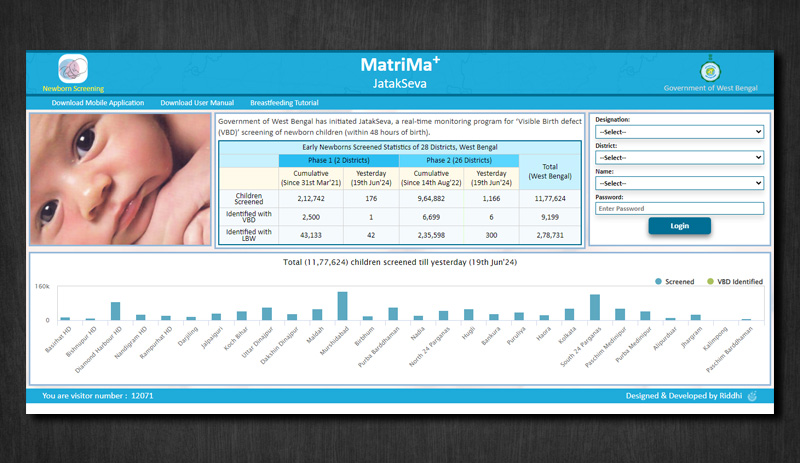 MatriMa+
JatakSeva
Newborn Screening
Government of West Bengal
Download Mobile Application Download User Manual Breastfeeding Tutorial
Government of West Bengal has initiated JatakSeva, a real-time monitoring program for 'Visible Birth defect
(VBD)' screening of newborn children (within 48 hours of birth).
Early Newborns Screened Statistics of 28 Districts, West Bengal
Phase 1 (2 Districts) Phase 2 (26 Districts) Total
(West Bengal)
Cumulative
(Since 31st Mar'21) Yesterday
(19th Jun'24) Cumulative
(Since 14th Aug'22) Yesterday
(19th Jun'24)
Children
Screened 2,12,742 176 9,64,882 1,166 11,77,624
Identified with
VBD 2,500 1 6,699 6 9,199
Identified with
LBW 43,133 42 2,35,598 300 2,78,731
Designation:
--Select--
District:
--Select--
Name:
--Select--
Password:
Enter Password
Login
Total (11,77,624) children screened till yesterday (19th Jun'24)
Screened VBD Identified
160k
0
Basirhat HD
Bishnupur HD
Diamond Harbour HD
Nandigram HD
Rampurhat HD
Darjiling
Jalpaiguri
Koch Bihar
Uttar Dinajpur
Dakshin Dinajpur
Maldah
Murshidabad
Birbhum
Purba Barddhaman
Nadia
North 24 Parganas
Hugli
Bankura
Puruliya
Haora
Kolkata
South 24 Parganas
Paschim Medinipur
Purba Medinipur
Alipurduar
Jhargram
Kalimpong
Paschim Barddhaman
You are visitor number : 12071
Designed & Developed by Riddhi